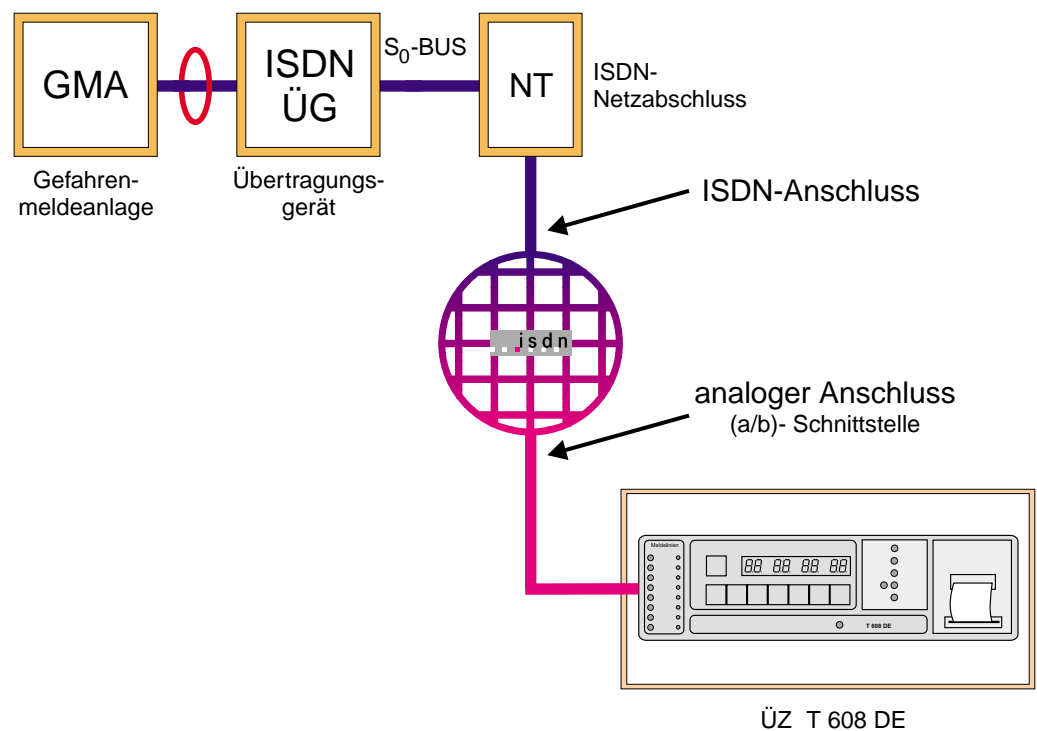 GMA
Gefahren-
meldeanlage
ISDN
ÜG
Übertragungs-
gerät
S0-BUS
NT
ISDN-
Netzabschluss
ISDN-Anschluss
isdn
analoger Anschluss
(a/b)- Schnittstelle
Meldelinien
88 88 88 88
T 608 DE
ÜZ T 608 DE